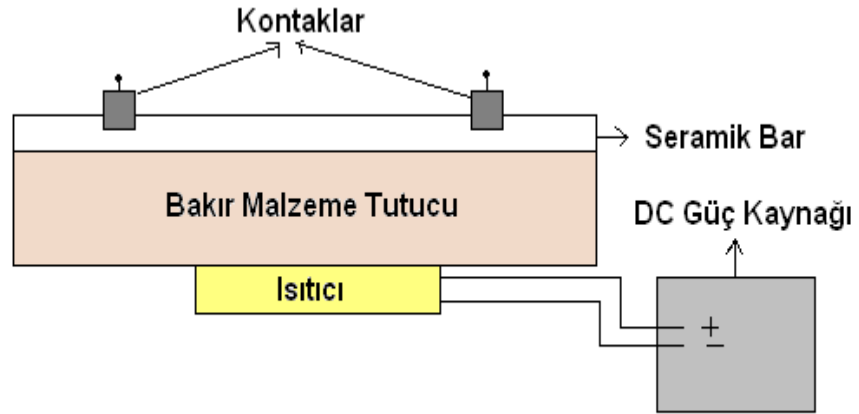 Kontaklar
Seramik Bar
Bakır Malzeme Tutucu
DC Güç Kaynağı
Isıtıcı
+
−